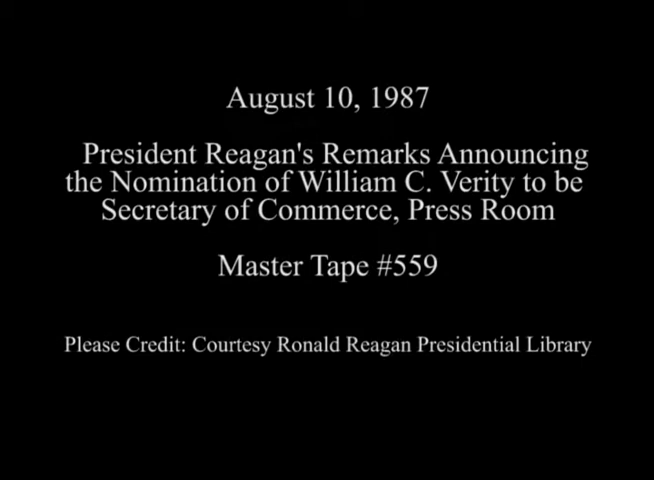 August 10, 1987
President Reagan's Remarks Announcing
the Nomination of William C. Verity to be
Secretary of Commerce, Press Room
Master Tape #559
Please Credit: Courtesy Ronald Reagan Presidential Library